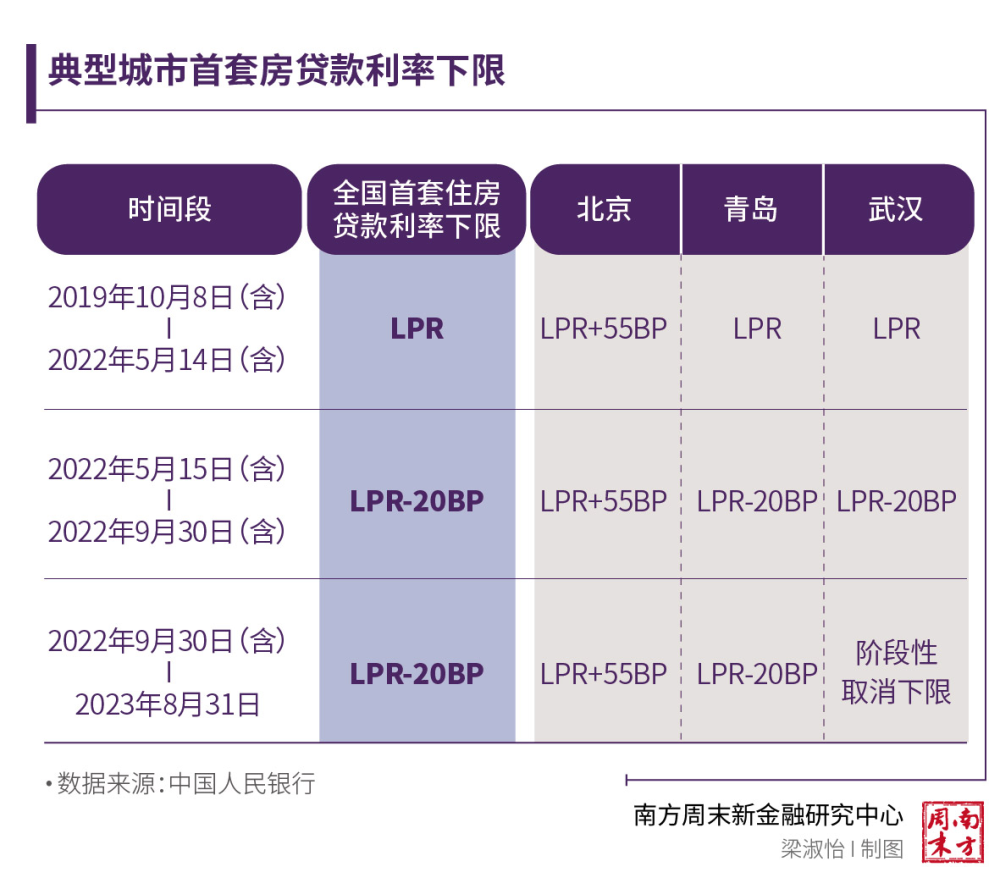 典型城市首套房贷款利率下限
时间段
全国首套住房
贷款利率下限
北京
青岛
武汉
2019年10月8日(含)
–
2022年5月14日(含)
LPR
LPR+55BP
LPR
LPR
2022年5月15日(含)
–
2022年9月30日(含)
LPR-20BP
LPR+55BP
LPR-20BP
LPR-20BP
2022年9月30日(含)
–
2023年8月31日
LPR-20BP
LPR+55BP
LPR-20BP
阶段性
取消下限
•数据来源:中国人民银行
南方周末新金融研究中心
梁淑怡 | 制图
南方周末